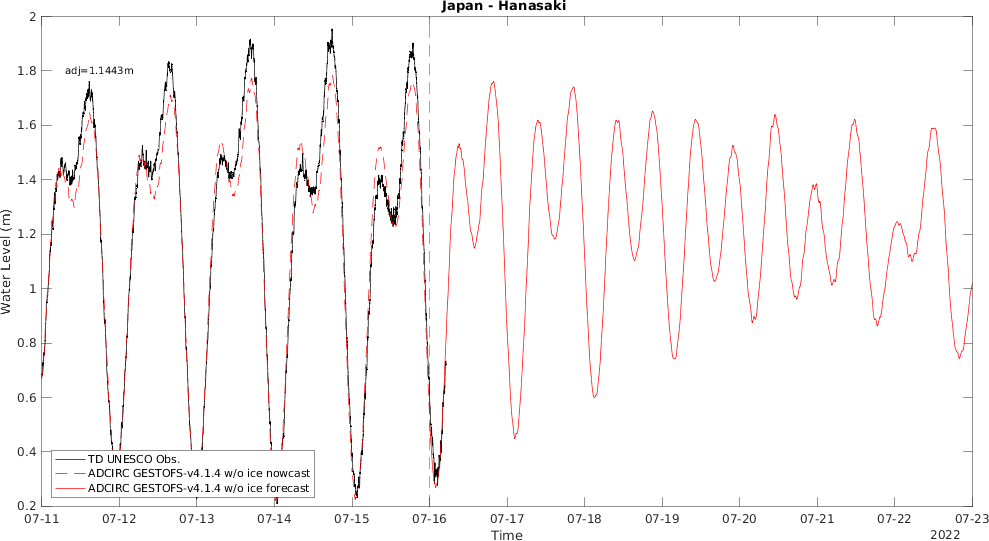 Japan - Hanasaki
adj=1.1443m
Water Level (m)
2
1.8
1.6
1.4
1.2
1
0.8
0.6
0.4
0.2
TD UNESCO Obs.
ADCIRC GESTOFS-v4.1.4 w/o ice nowcast
ADCIRC GESTOFS-v4.1.4 w/o ice forecast
07-11 07-12 07-13 07-14 07-15 07-16 07-17 07-18 07-19 07-20 07-21 07-22 07-23
Time
2022